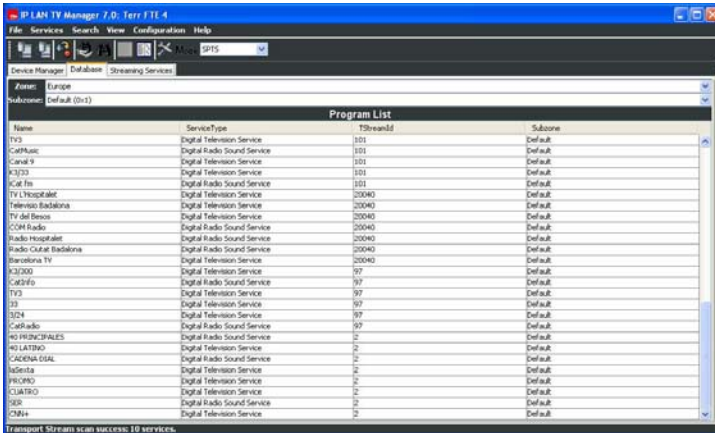 IP LAN TV Manager 7.0: Terr FTE 4
File Services Search View Configuration Help
SPTS
Device Manager Database Streaming Services
Zone: Europe
Subzone: Default (0x1)
Program List
Name ServiceType TStreamId Subzone
TV3 Digital Television Service 101 Default
CatMusic Digital Radio Sound Service 101 Default
Canal 9 Digital Television Service 101 Default
K3/33 Digital Television Service 101 Default
iCat fm Digital Radio Sound Service 101 Default
TV L'Hospitalet Digital Television Service 20040 Default
Televisio Badalona Digital Television Service 20040 Default
TV del Besos Digital Television Service 20040 Default
COM Radio Digital Radio Sound Service 20040 Default
Radio Hospitalet Digital Radio Sound Service 20040 Default
Radio Ciutat Badalona Digital Radio Sound Service 20040 Default
Barcelona TV Digital Television Service 20040 Default
K3/300 Digital Television Service 97 Default
CatInfo Digital Radio Sound Service 97 Default
TV3 Digital Television Service 97 Default
33 Digital Television Service 97 Default
3/24 Digital Television Service 97 Default
CatRadio Digital Radio Sound Service 97 Default
40 PRINCIPALES Digital Radio Sound Service 2 Default
40 LATINO Digital Television Service 2 Default
CADENA DIAL Digital Radio Sound Service 2 Default
laSexta Digital Television Service 2 Default
PROMO Digital Television Service 2 Default
CUATRO Digital Television Service 2 Default
SER Digital Radio Sound Service 2 Default
CNN+ Digital Television Service 2 Default
Transport Stream scan success: 10 services.